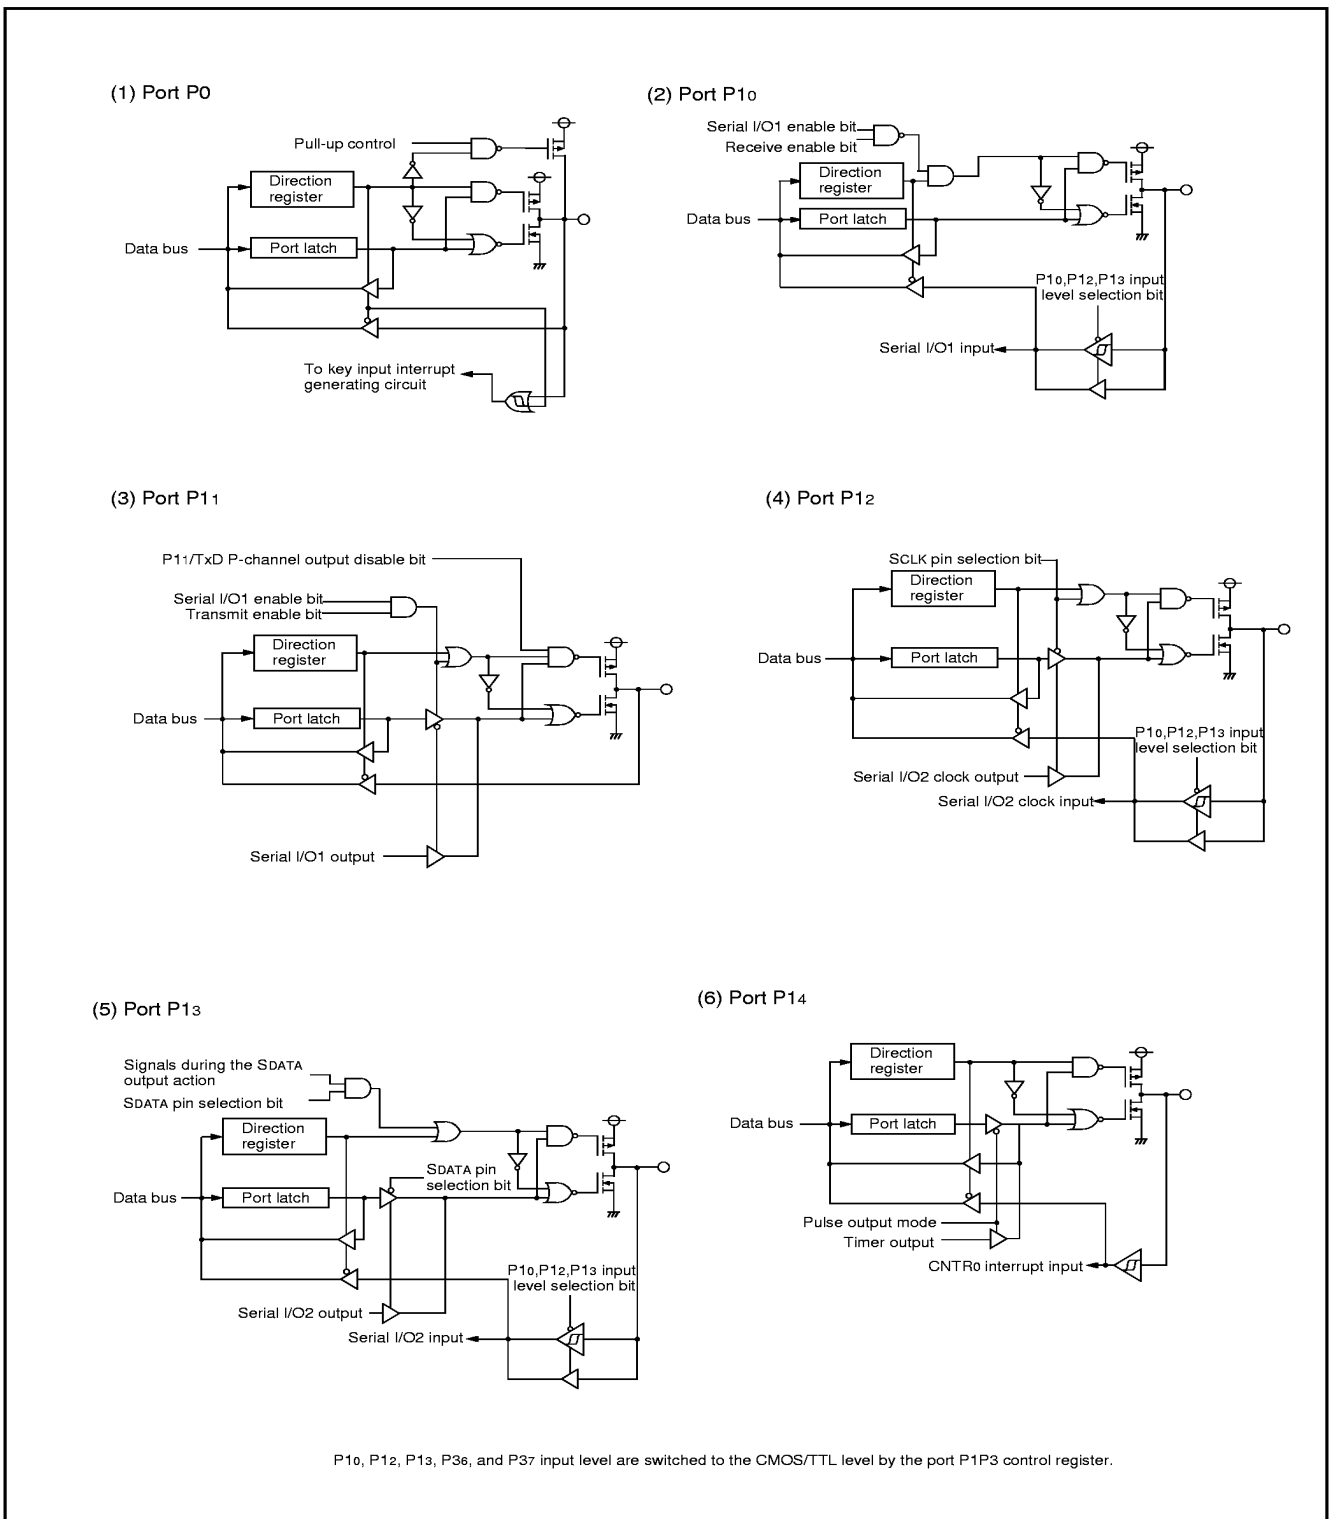 (1) Port P0
Pull-up control
Direction
register
Data bus
Port latch
To key input interrupt
generating circuit
(2) Port P10
Serial I/O1 enable bit
Receive enable bit
Direction
register
Data bus
Port latch
P10,P12,P13 input
level selection bit
Serial I/O1 input
(3) Port P11
P11/TxD P-channel output disable bit
Serial I/O1 enable bit
Transmit enable bit
Direction
register
Data bus
Port latch
Serial I/O1 output
(4) Port P12
SCLK pin selection bit
Direction
register
Data bus
Port latch
P10,P12,P13 input
level selection bit
Serial I/O2 clock output
Serial I/O2 clock input
(5) Port P13
Signals during the SDATA
output action
SDATA pin selection bit
Direction
register
SDATA pin
selection bit
Data bus
Port latch
P10,P12,P13 input
level selection bit
Serial I/O2 output
Serial I/O2 input
(6) Port P14
Direction
register
Data bus
Port latch
Pulse output mode
Timer output
CNTR0 interrupt input
P10, P12, P13, P36, and P37 input level are switched to the CMOS/TTL level by the port P1P3 control register.